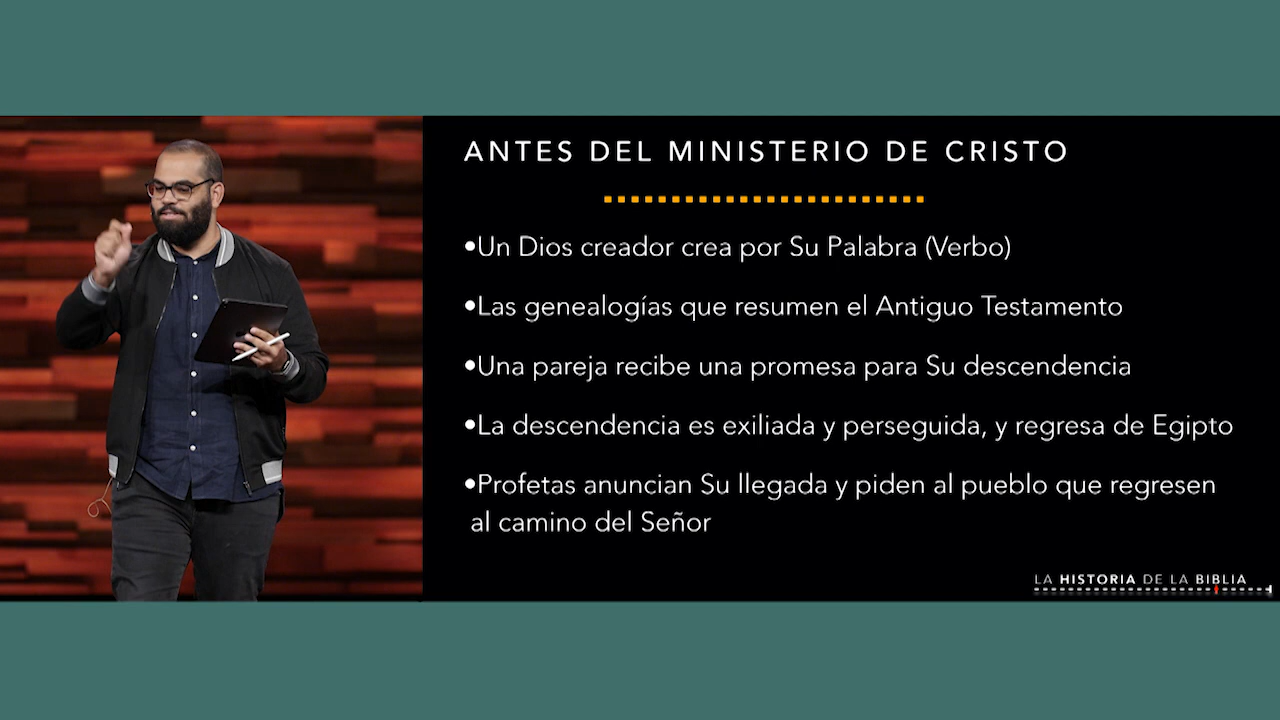 ANTES DEL MINISTERIO DE CRISTO
•Un Dios creador crea por Su Palabra (Verbo)
•Las genealogías que resumen el Antiguo Testamento
•Una pareja recibe una promesa para Su descendencia
•La descendencia es exiliada y perseguida, y regresa de Egipto
•Profetas anuncian Su llegada y piden al pueblo que regresen
al camino del Señor
LA HISTORIA DE LA BIBLIA